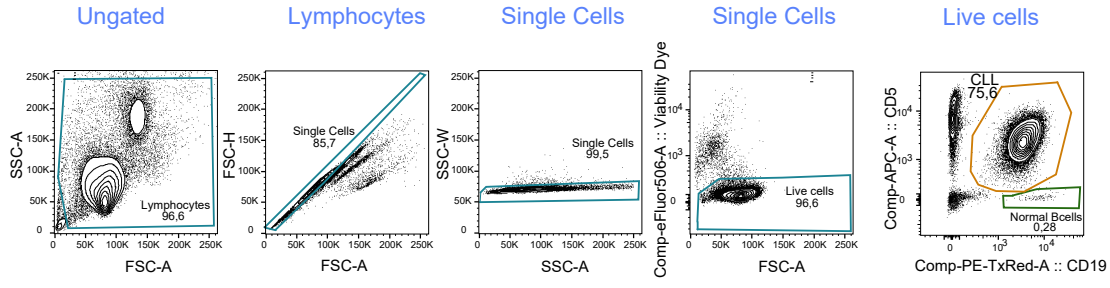 Ungated
Lymphocytes
Single Cells
Single Cells
Live cells
SSC-A
250K
200K
150K
100K
50K
0
Lymphocytes
96,6
0
50K
100K
150K
200K
250K
FSC-A
FSC-H
250K
200K
150K
100K
50K
0
Single Cells
85,7
0
50K
100K
150K
200K
250K
FSC-A
SSC-W
250K
200K
150K
100K
50K
0
Single Cells
99,5
0
50K
100K
150K
200K
250K
SSC-A
Comp-eFluor506-A :: Viability Dye
10⁴
10³
0
Live cells
96,6
0
50K
100K
150K
200K
250K
FSC-A
Comp-APC-A :: CD5
10⁴
10³
0
CLL
75,6
Normal Bcells
0,28
0
10³
10⁴
Comp-PE-TxRed-A :: CD19